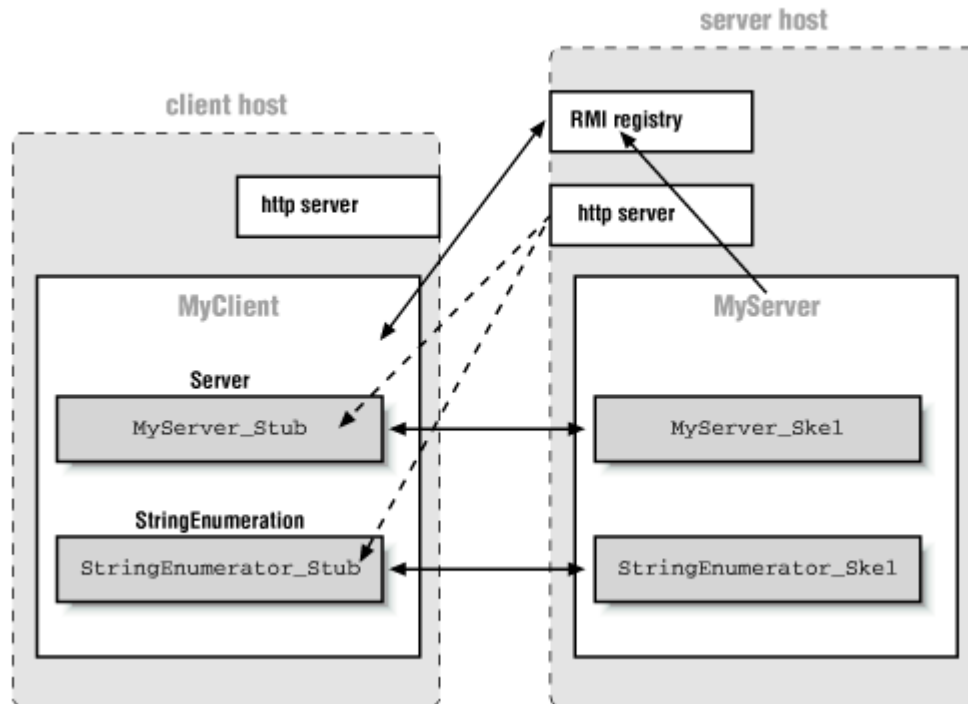 server host
client host
RMI registry
http server
http server
MyClient
MyServer
Server
MyServer_Stub
MyServer_Skel
StringEnumeration
StringEnumerator_Stub
StringEnumerator_Skel